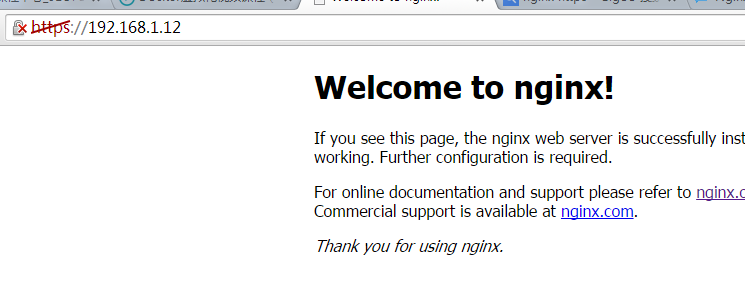 Welcome to nginx!
https://192.168.1.12
Welcome to nginx!
If you see this page, the nginx web server is successfully
working. Further configuration is required.
For online documentation and support please refer to
Commercial support is available at nginx.com.
Thank you for using nginx.